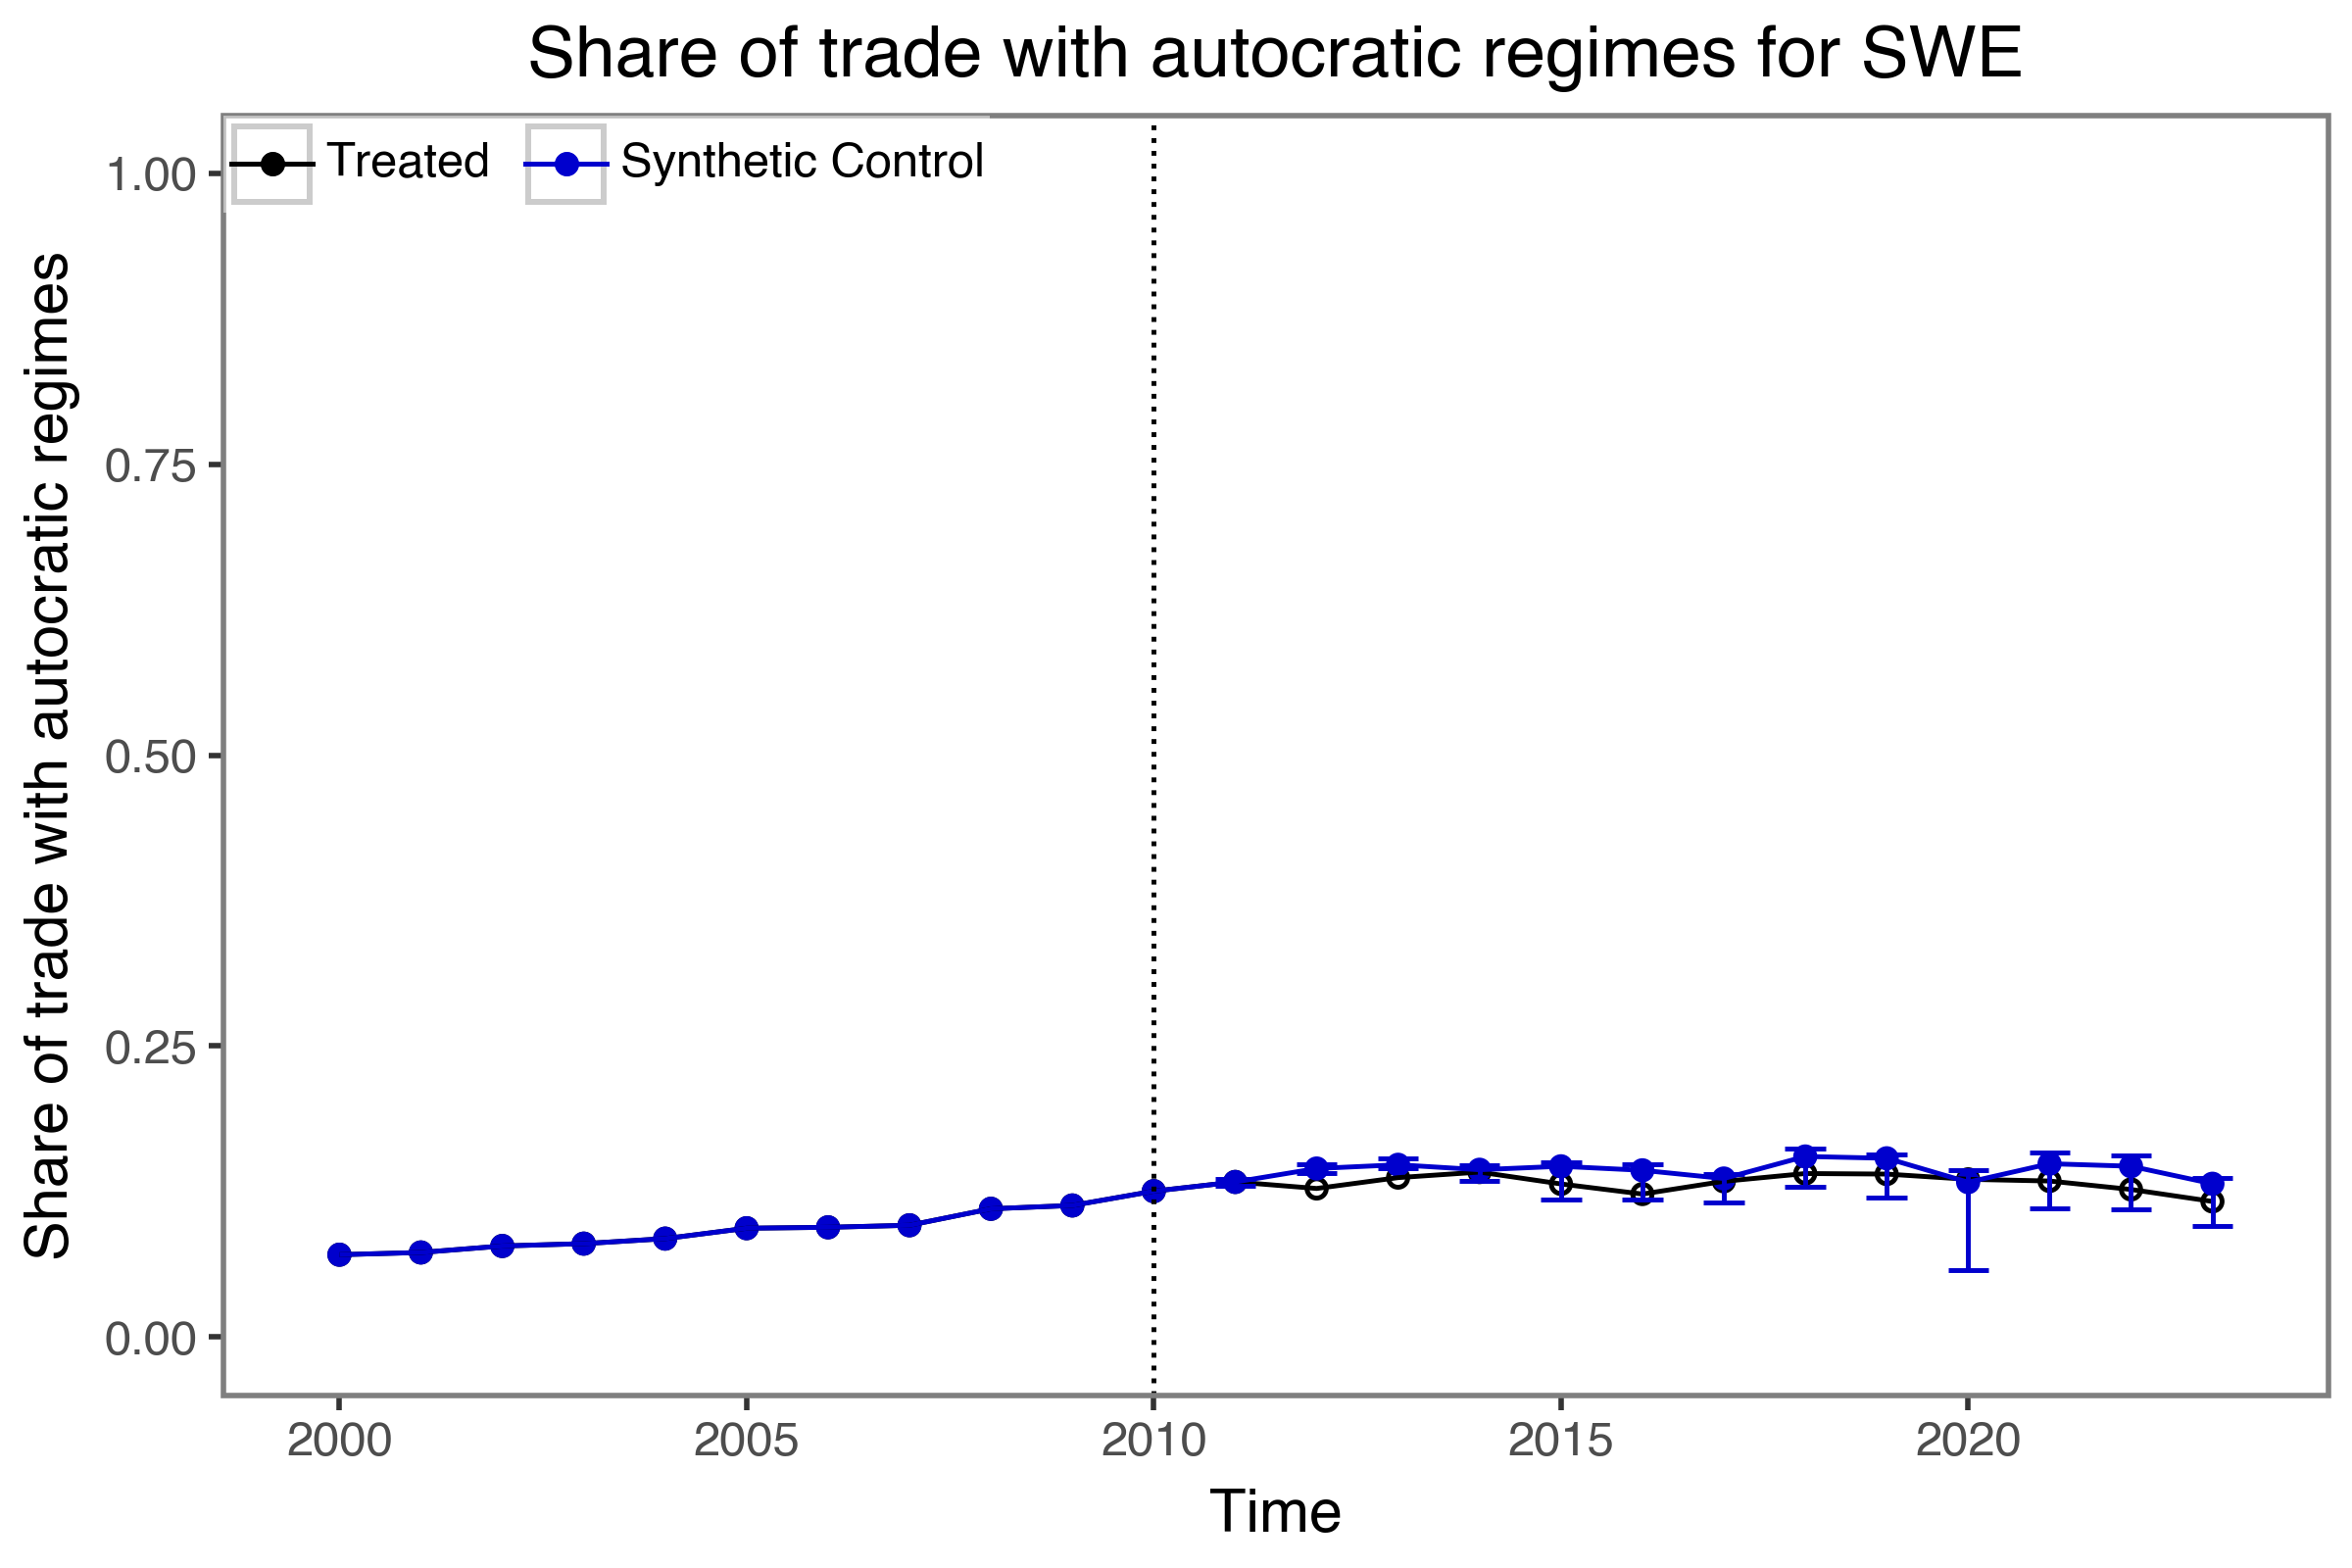 Share of trade with autocratic regimes for SWE
Treated
Synthetic Control
Share of trade with autocratic regimes
1.00
0.75
0.50
0.25
0.00
2000
2005
2010
2015
2020
Time